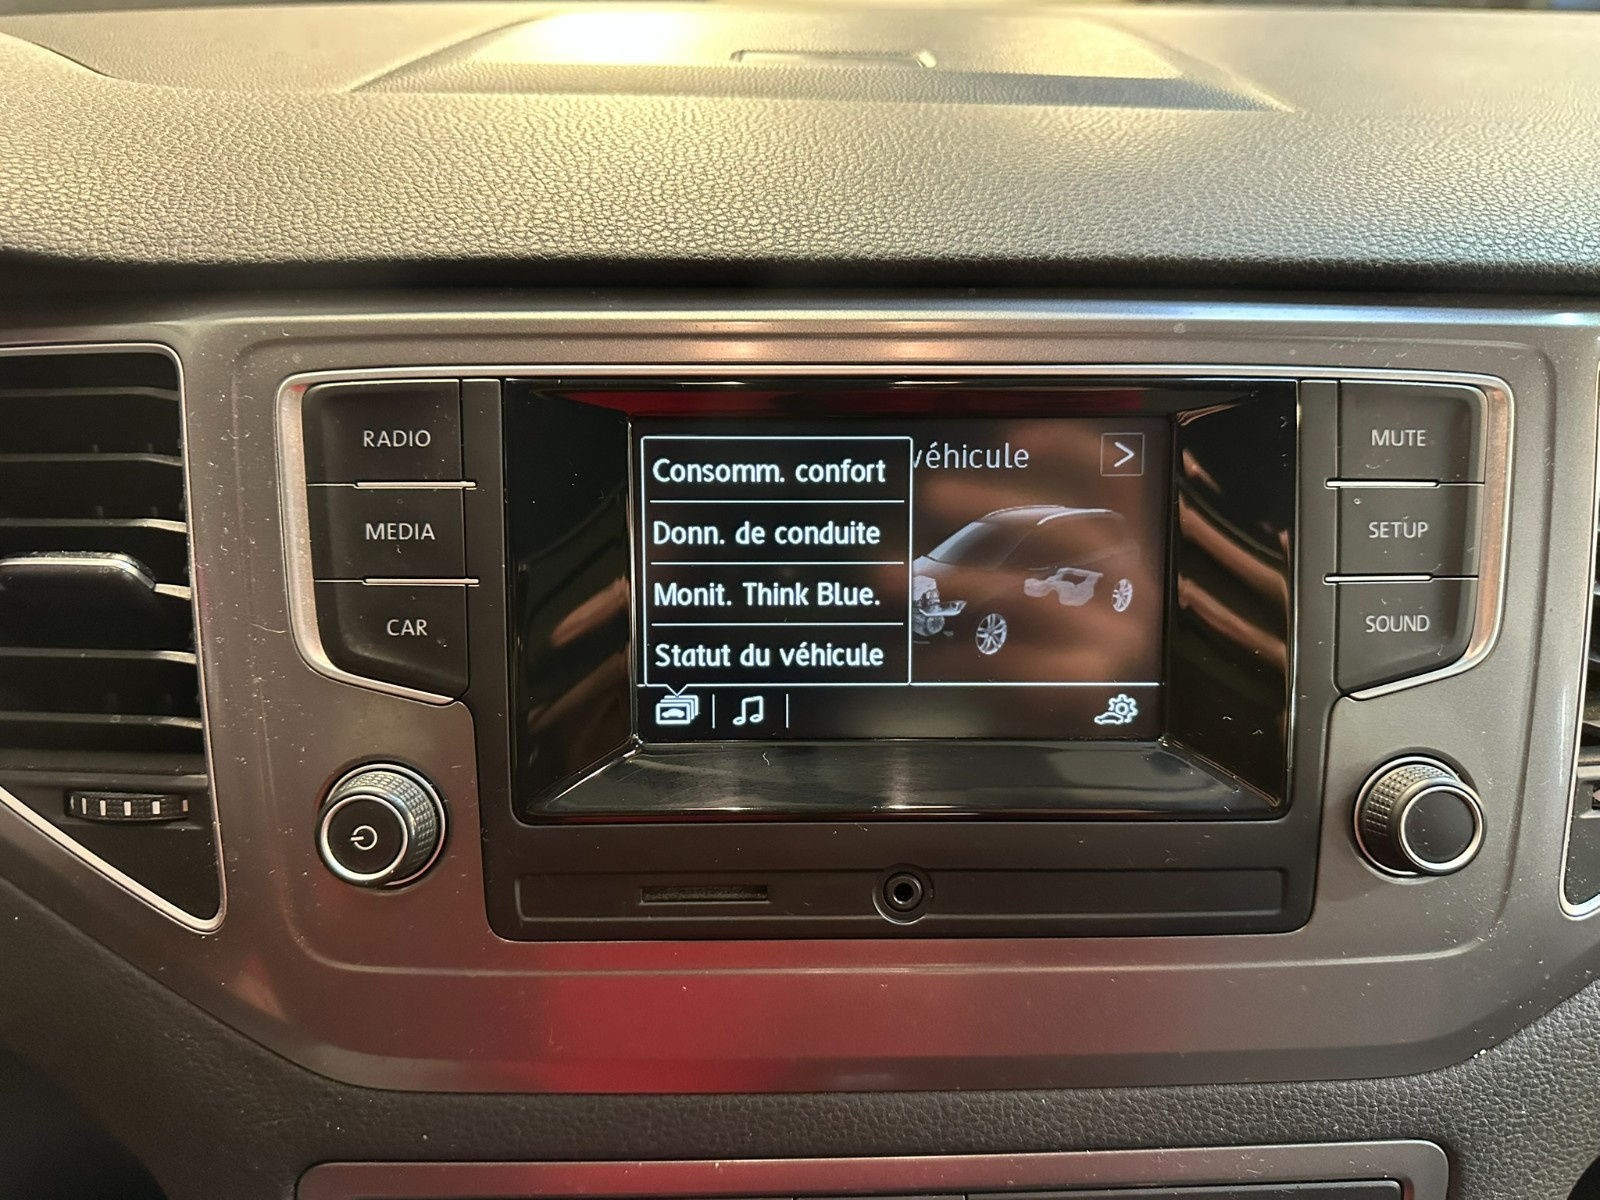 RADIO
MEDIA
CAR
Consomm. confort
Donn. de conduite
Monit. Think Blue.
Statut du véhicule
véhicule
MUTE
SETUP
SOUND